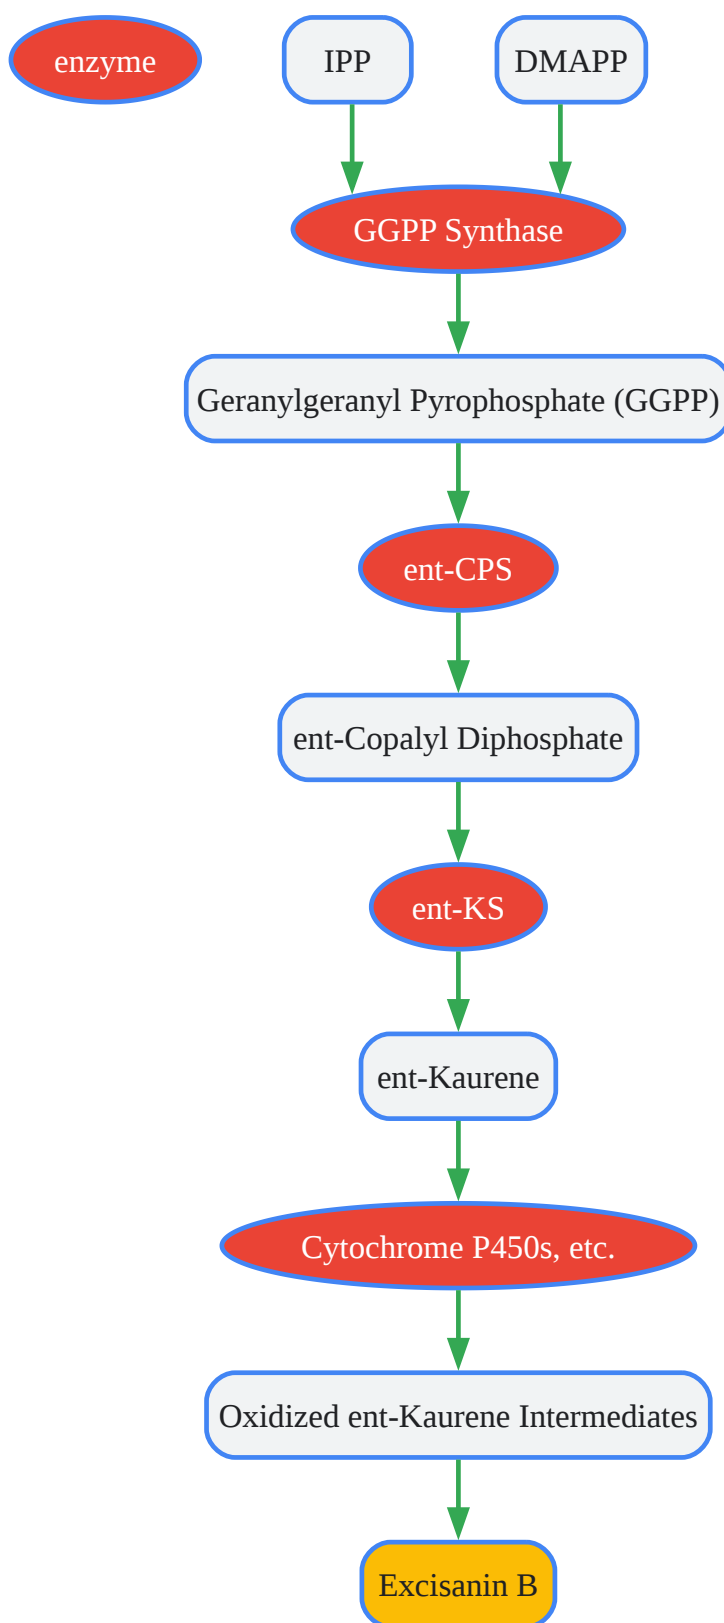 enzyme
IPP
DMAPP
GGPP Synthase
Geranylgeranyl Pyrophosphate (GGPP)
ent-CPS
ent-Copalyl Diphosphate
ent-KS
ent-Kaurene
Cytochrome P450s, etc.
Oxidized ent-Kaurene Intermediates
Excisanin B